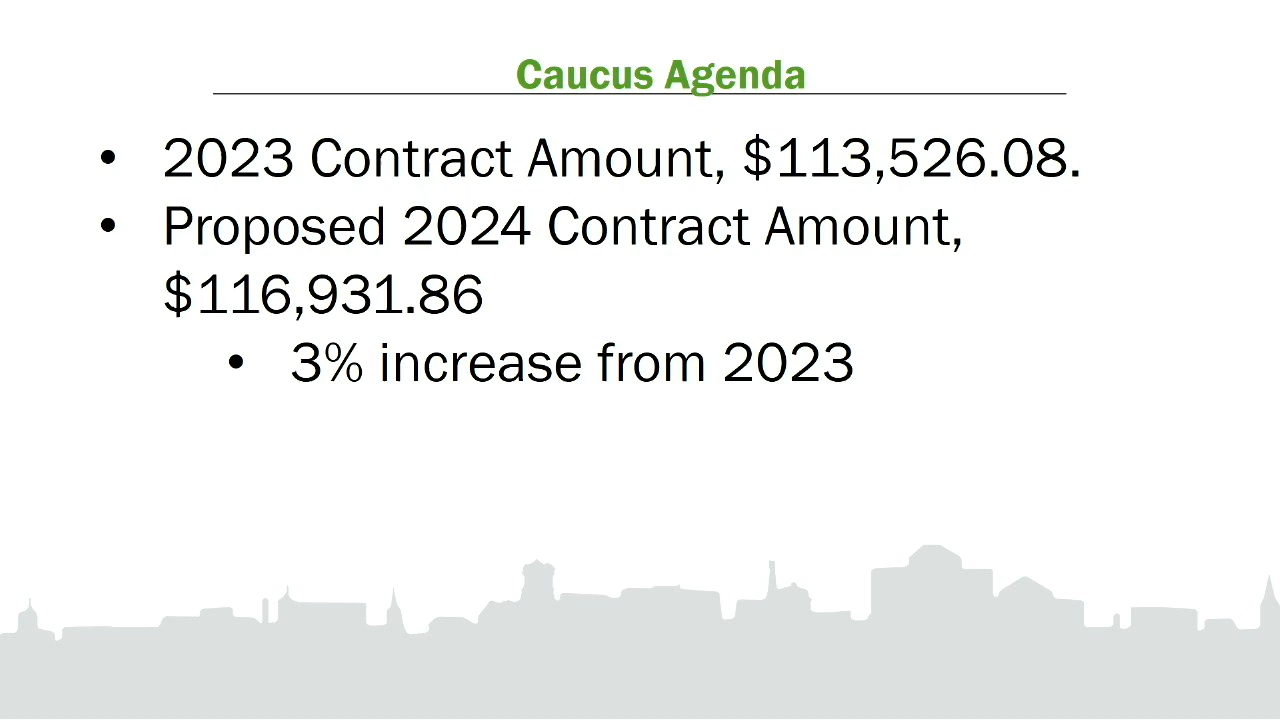 Caucus Agenda
• 2023 Contract Amount, $113,526.08.
• Proposed 2024 Contract Amount,
$116,931.86
• 3% increase from 2023